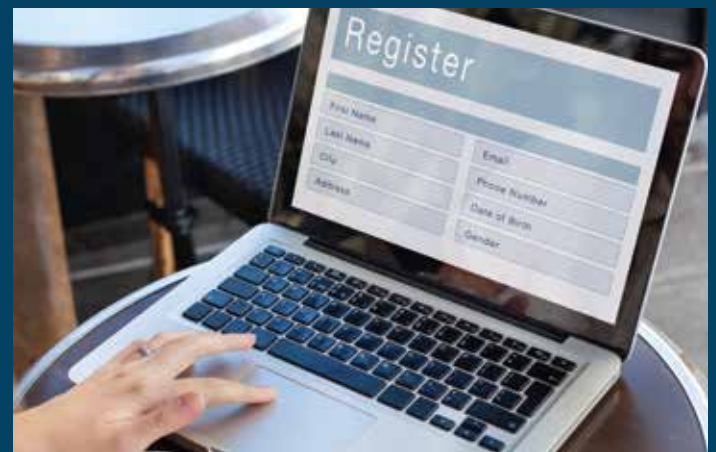 Register
First Name
Last Name
City
Address
Email
Phone Number
Date of Birth
Gender